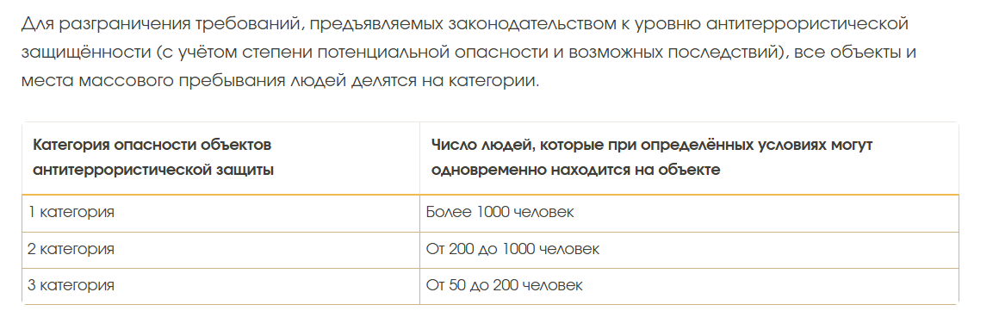 Для разграничения требований, предъявляемых законодательством к уровню антитеррористической
защищённости (с учётом степени потенциальной опасности и возможных последствий), все объекты и
места массового пребывания людей делятся на категории.
Категория опасности объектов
антитеррористической защиты
Число людей, которые при определённых условиях могут
одновременно находится на объекте
1 категория
Более 1000 человек
2 категория
От 200 до 1000 человек
3 категория
От 50 до 200 человек